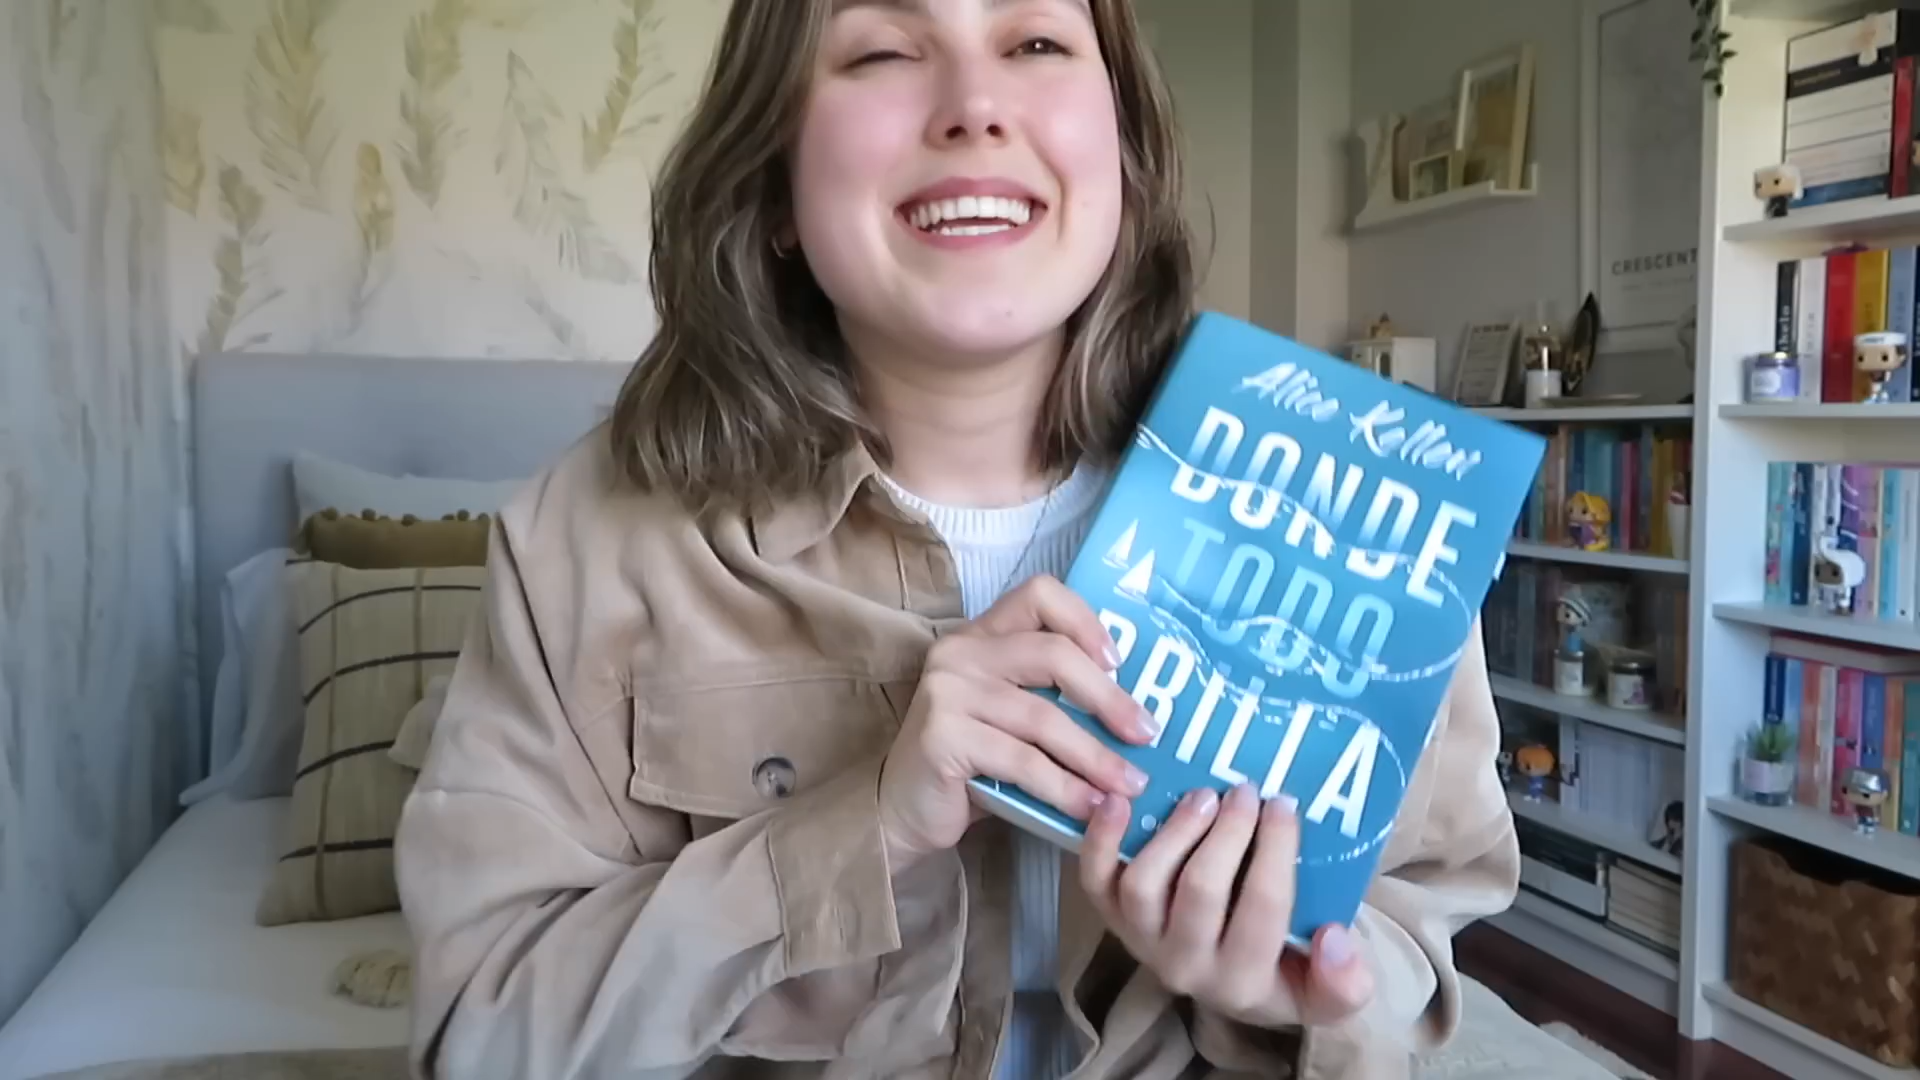 Alice Kellen
DONDE
TODO
BRILLA
CRESCENT